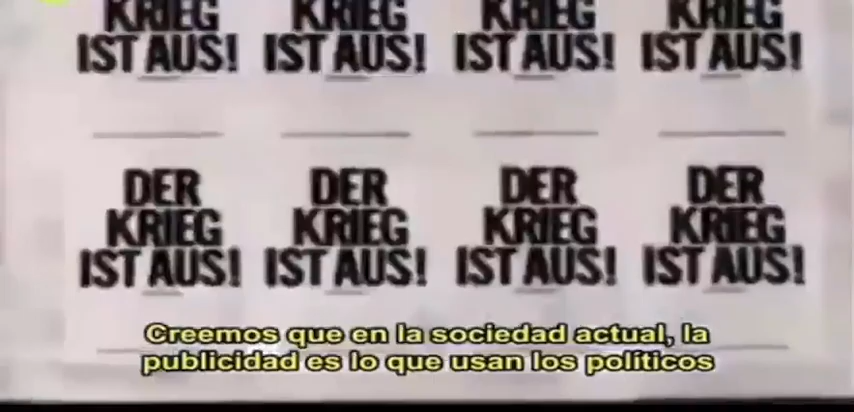 KRIEG KRIEG KRIEG KRIEG
IST AUS! IST AUS! IST AUS! IST AUS!
DER DER DER DER
KRIEG KRIEG KRIEG KRIEG
IST AUS! IST AUS! IST AUS! IST AUS!
Creemos que en la sociedad actual, la
publicidad es lo que usan los políticos